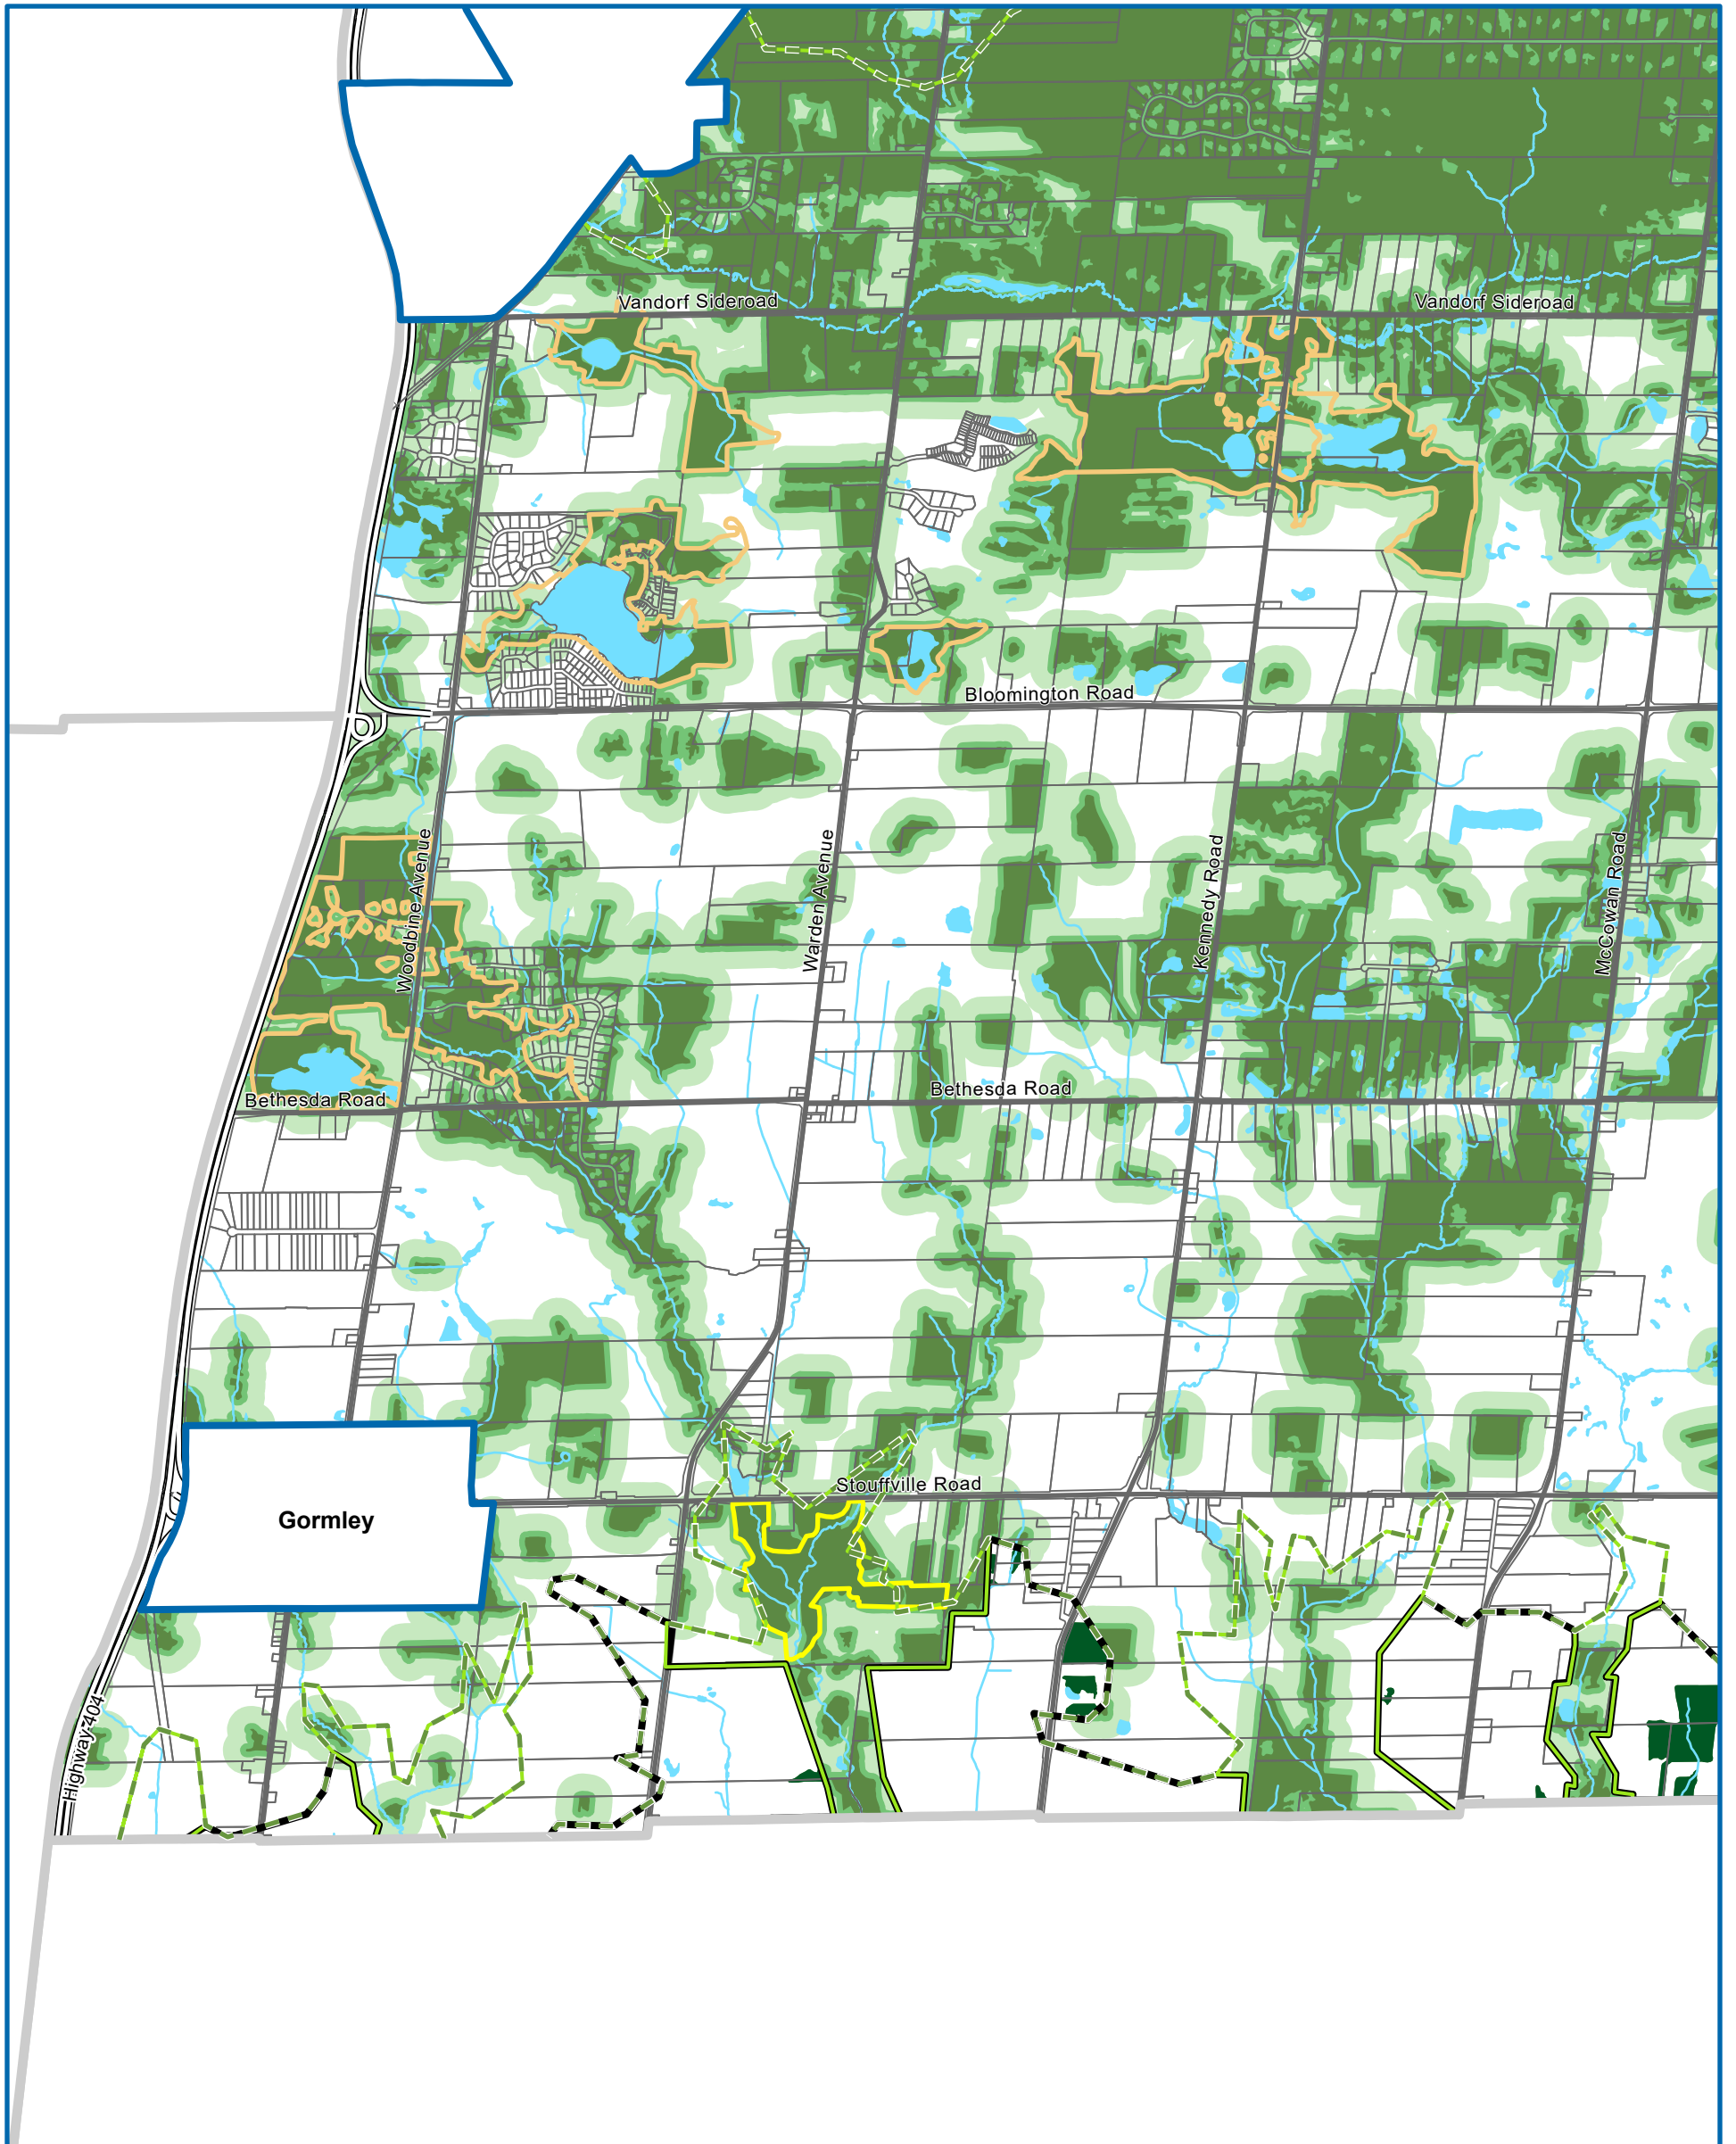 Vandorf Sideroad
Vandorf Sideroad
Bloomington Road
Woodbine Avenue
Warden Avenue
Kennedy Road
McCowan Road
Bethesda Road
Bethesda Road
Stouffville Road
Gormley
Highway 404